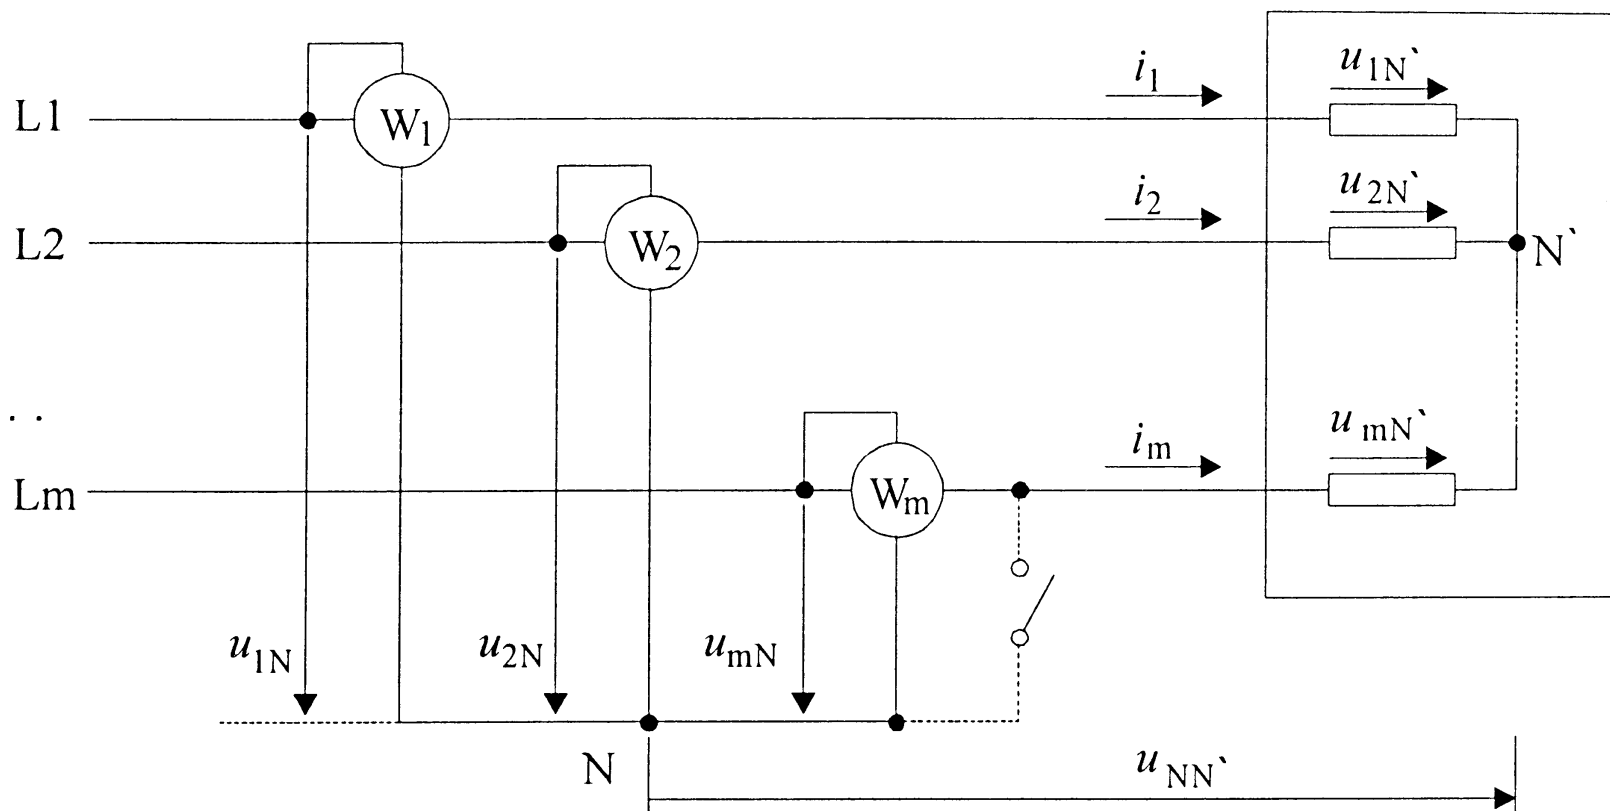 L1 W1 i1 u1N`
L2 W2 i2 u2N` N`
. .
Lm Wm im umN`
u1N u2N umN
N uNN`